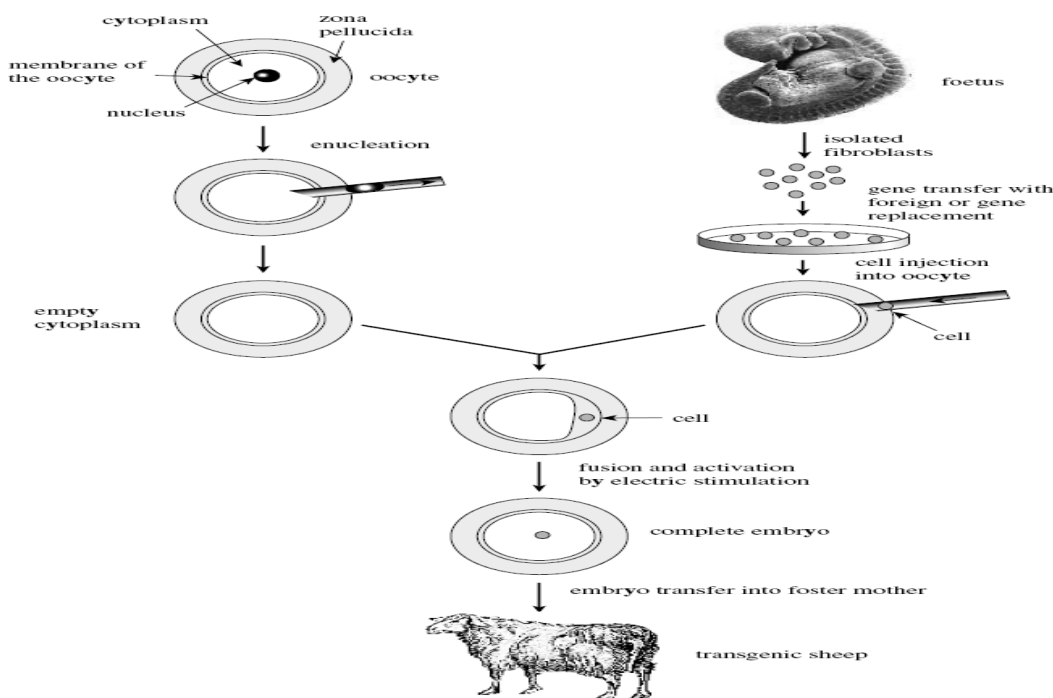 cytoplasm
zona
pellucida
membrane of
the oocyte
oocyte
nucleus
enucleation
empty
cytoplasm
foetus
isolated
fibroblasts
gene transfer with
foreign or gene
replacement
cell injection
into oocyte
cell
cell
fusion and activation
by electric stimulation
complete embryo
embryo transfer into foster mother
transgenic sheep